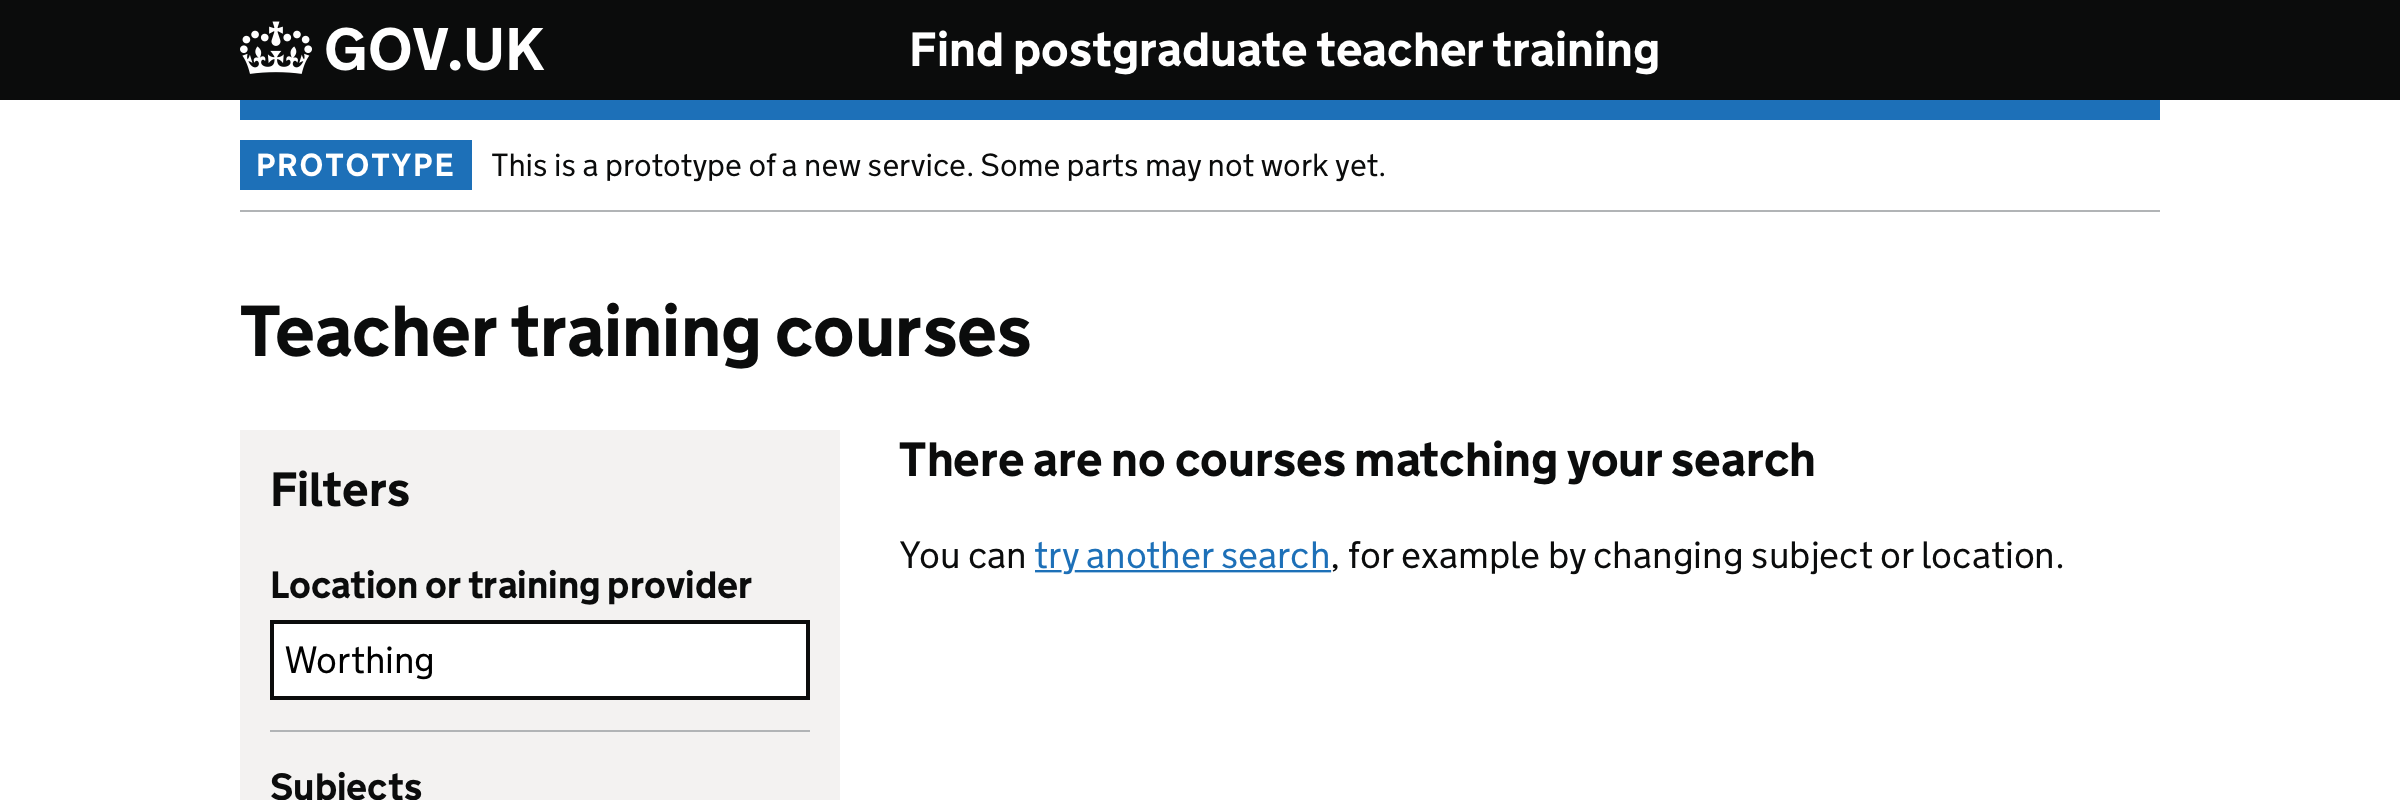 GOV.UK
Find postgraduate teacher training
PROTOTYPE This is a prototype of a new service. Some parts may not work yet.
Teacher training courses
Filters
Location or training provider
Worthing
Subjects
There are no courses matching your search
You can try another search, for example by changing subject or location.